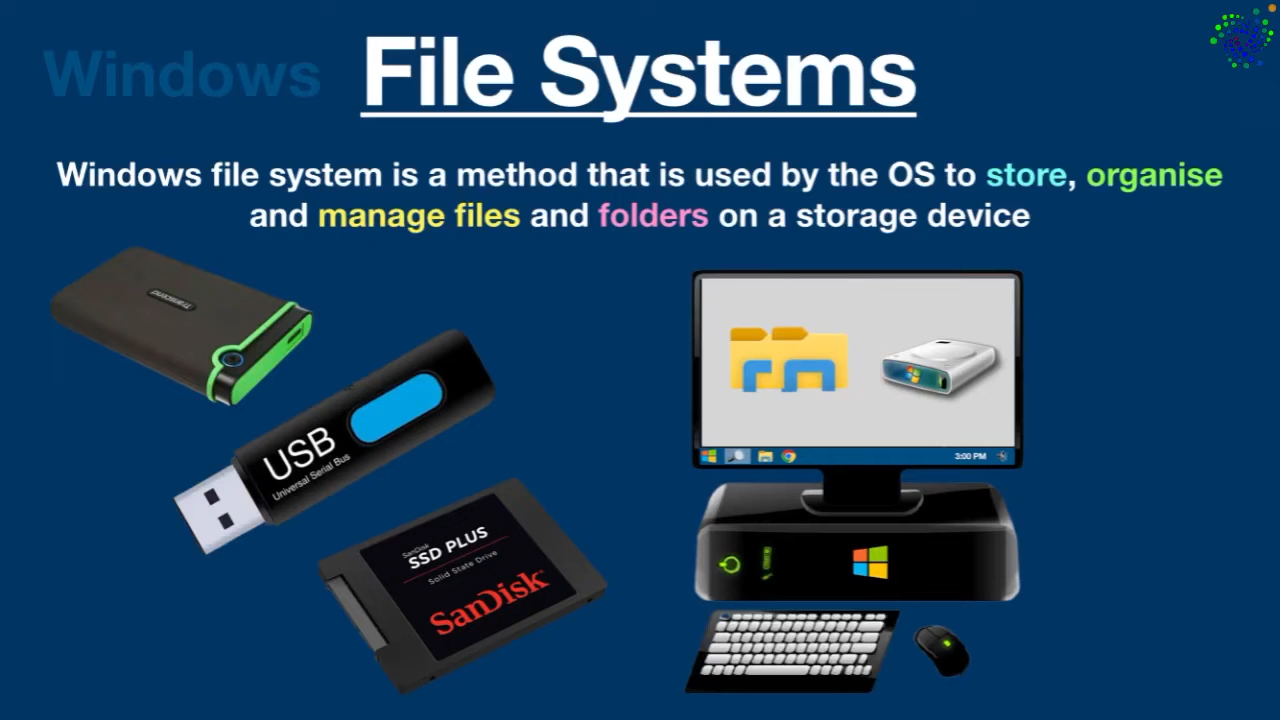 Windows File Systems
Windows file system is a method that is used by the OS to store, organise
and manage files and folders on a storage device
Transcend
USB
Universal Serial Bus
SanDisk
SSD PLUS
Solid State Drive
SanDisk
3:00 PM